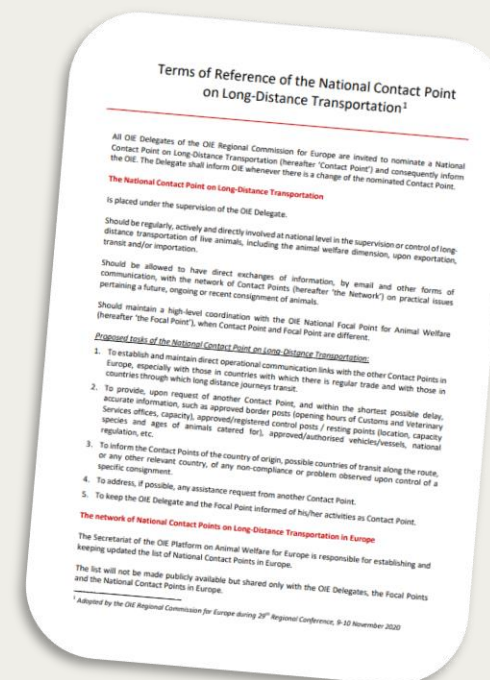 Terms of Reference of the National Contact Point
on Long-Distance Transportation¹
All OIE Delegates of the OIE Regional Commission for Europe are invited to nominate a National
Contact Point on Long-Distance Transportation (hereafter 'Contact Point') and consequently inform
the OIE. The Delegate shall inform OIE whenever there is a change of the nominated Contact Point.
The National Contact Point on Long-Distance Transportation
is placed under the supervision of the OIE Delegate.
Should be regularly, actively and directly involved at national level in the supervision or control of long-
distance transportation of live animals, including the animal welfare dimension, upon exportation,
transit and/or importation.
Should be allowed to have direct exchanges of information, by email and other forms of
communication, with the network of Contact Points (hereafter 'the Network') on practical issues
pertaining a future, ongoing or recent consignment of animals.
Should maintain a high-level coordination with the OIE National Focal Point for Animal Welfare
(hereafter 'the Focal Point'), when Contact Point and Focal Point are different.
Proposed tasks of the National Contact Point on Long-Distance Transportation:
1. To establish and maintain direct operational communication links with the other Contact Points in
Europe, especially with those in countries with which there is regular trade and with those in
countries through which long distance journeys transit.
2. To provide, upon request of another Contact Point, and within the shortest possible delay,
accurate information, such as approved border posts (opening hours of Customs and Veterinary
Services offices, capacity), approved/registered control posts / resting points (location, capacity
species and ages of animals catered for), approved/authorised vehicles/vessels, national
regulation, etc.
3. To inform the Contact Points of the country of origin, possible countries of transit along the route,
or any other relevant country, of any non-compliance or problem observed upon control of a
specific consignment.
4. To address, if possible, any assistance request from another Contact Point.
5. To keep the OIE Delegate and the Focal Point informed of his/her activities as Contact Point.
The network of National Contact Points on Long-Distance Transportation in Europe
The Secretariat of the OIE Platform on Animal Welfare for Europe is responsible for establishing and
keeping updated the list of National Contact Points in Europe.
The list will not be made publicly available but shared only with the OIE Delegates, the Focal Points
and the National Contact Points in Europe.
¹ Adopted by the OIE Regional Commission for Europe during 29th Regional Conference, 9-10 November 2020